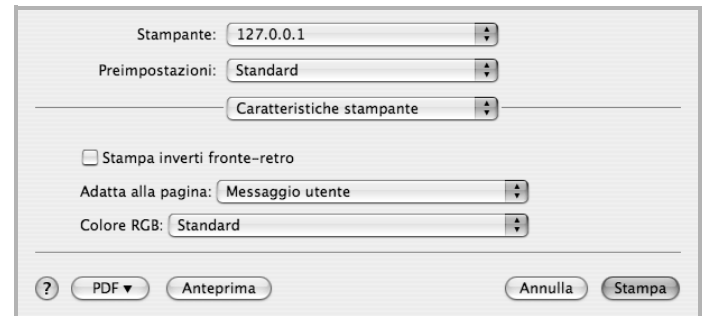 Stampante: 127.0.0.1
Preimpostazioni: Standard
Caratteristiche stampante
Stampa inverti fronte-retro
Adatta alla pagina: Messaggio utente
Colore RGB: Standard
? PDF ▼ Anteprima Annulla Stampa